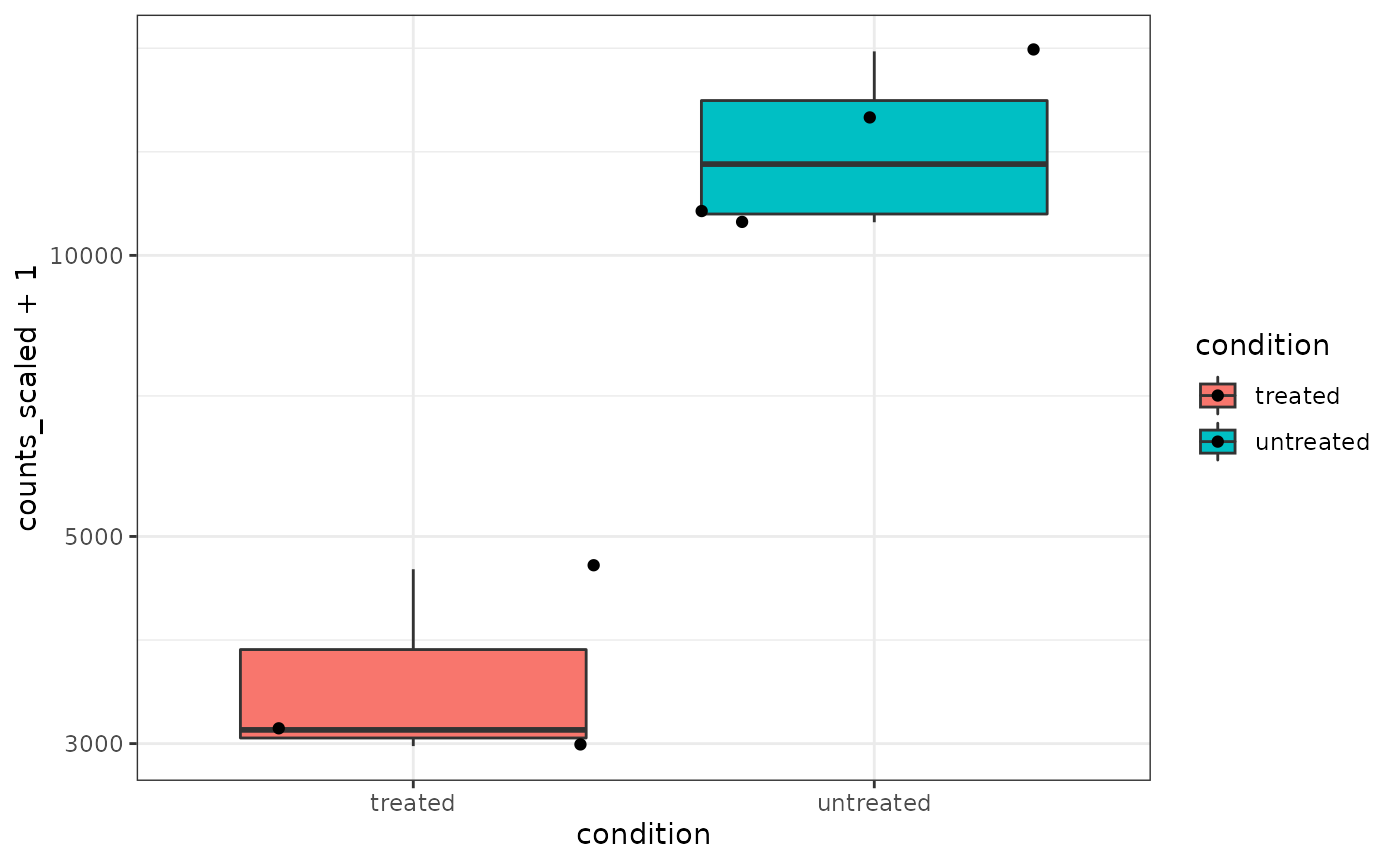 counts_scaled + 1
10000
5000
3000
treated
untreated
condition
condition
treated
untreated